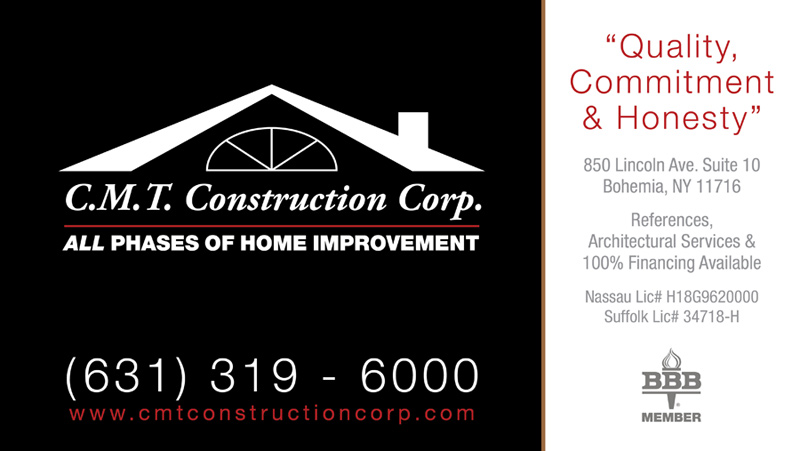 C.M.T. Construction Corp.
ALL PHASES OF HOME IMPROVEMENT
(631) 319 - 6000
www.cmtconstructioncorp.com
“Quality,
Commitment
& Honesty”
850 Lincoln Ave. Suite 10
Bohemia, NY 11716
References,
Architectural Services &
100% Financing Available
Nassau Lic# H18G9620000
Suffolk Lic# 34718-H
BBB
MEMBER